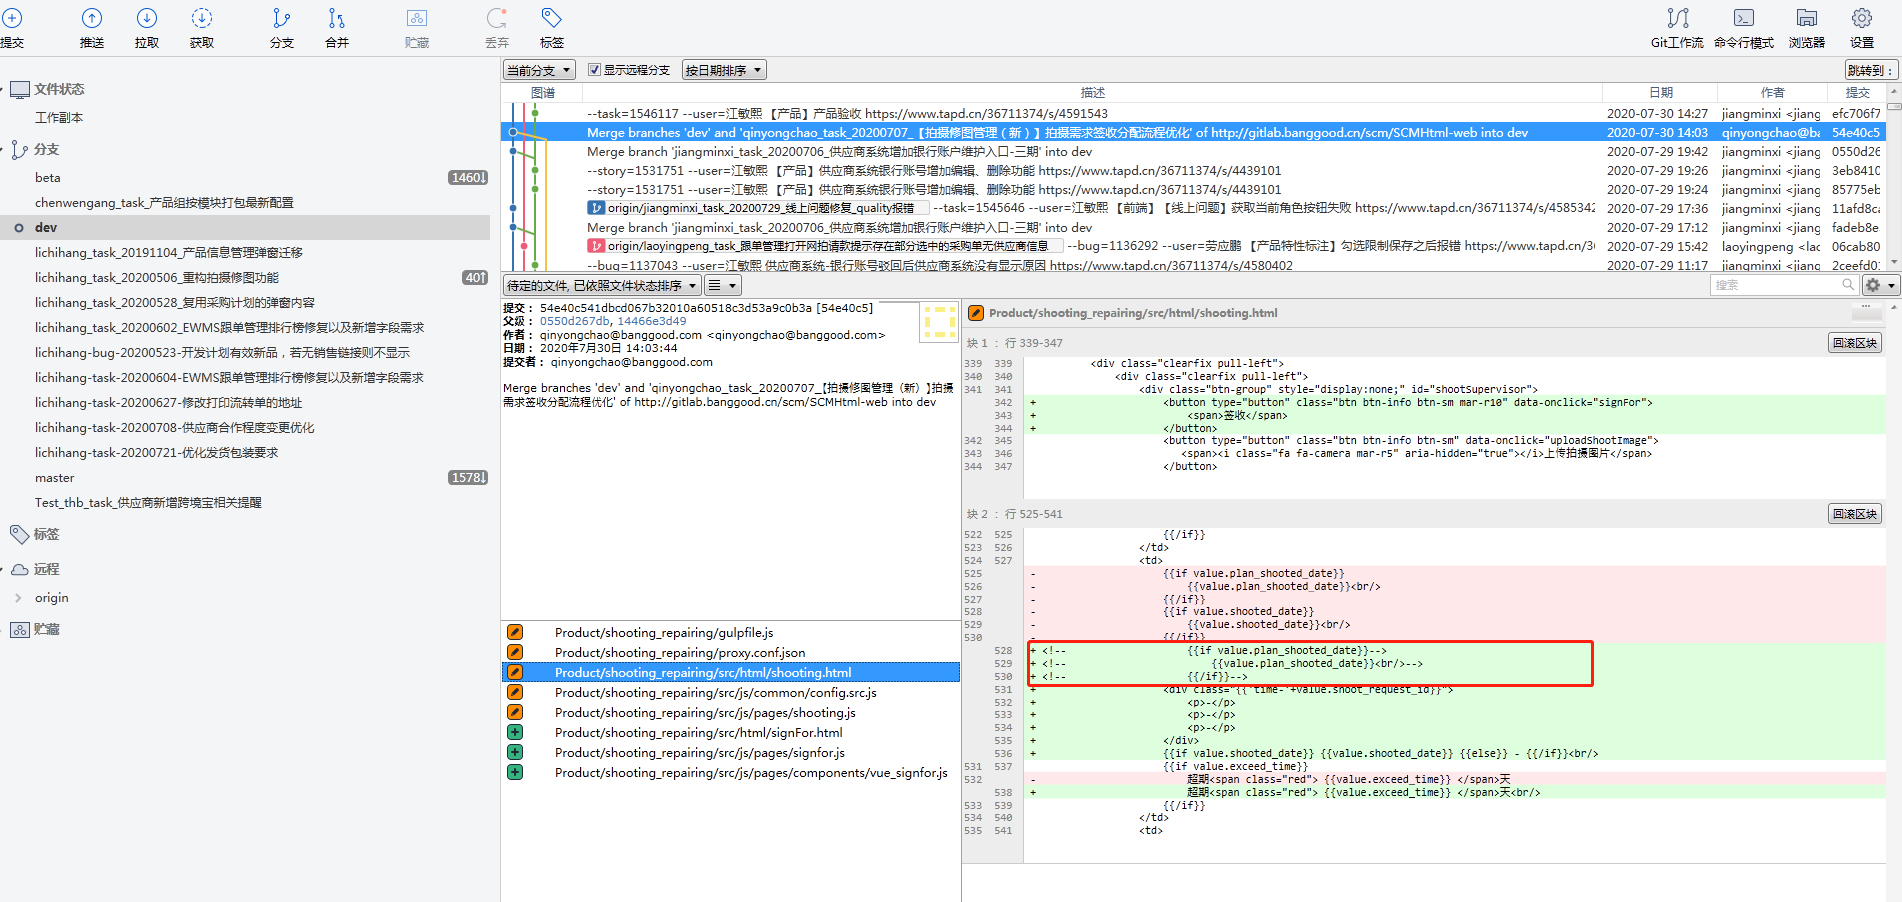 提交
推送
拉取
获取
分支
合并
贮藏
丢弃
标签
Git工作流
命令行模式
浏览器
设置
文件状态
工作副本
分支
beta 1460↓
chenwengang_task_产品组按模块打包最新配置
dev
lichihang_task_20191104_产品信息管理弹窗迁移
lichihang_task_20200506_重构拍摄修图功能 40↑
lichihang_task_20200528_复用采购计划的弹窗内容
lichihang_task_20200602_EWMS跟单管理排行榜修复以及新增字段需求
lichihang-bug-20200523-开发计划有效新品，若无销售链接则不显示
lichihang-task-20200604-EWMS跟单管理排行榜修复以及新增字段需求
lichihang-task-20200627-修改打印流转单的地址
lichihang-task-20200708-供应商合作程度变更优化
lichihang-task-20200721-优化发货包装要求
master 1578↓
Test_thb_task_供应商新增跨境宝相关提醒
标签
远程
origin
贮藏
当前分支 显示远程分支 按日期排序 跳转到：
图谱 描述 日期 作者 提交
--task=1546117 --user=江敏熙 【产品】产品验收 https://www.tapd.cn/36711374/s/4591543 2020-07-30 14:27 jiangminxi <jiang efc706f7
Merge branches 'dev' and 'qinyongchao_task_20200707_【拍摄修图管理（新）】拍摄需求签收分配流程优化' of http://gitlab.banggood.cn/scm/SCMHtml-web into dev 2020-07-30 14:03 qinyongchao@ba 54e40c5
Merge branch 'jiangminxi_task_20200706_供应商系统增加银行账户维护入口-三期' into dev 2020-07-29 19:42 jiangminxi <jiang 0550d26
--story=1531751 --user=江敏熙 【产品】供应商系统银行账号增加编辑、删除功能 https://www.tapd.cn/36711374/s/4439101 2020-07-29 19:26 jiangminxi <jiang 3eb8410
--story=1531751 --user=江敏熙 【产品】供应商系统银行账号增加编辑、删除功能 https://www.tapd.cn/36711374/s/4439101 2020-07-29 19:24 jiangminxi <jiang 85775eb
origin/jiangminxi_task_20200729_线上问题修复_quality报错 --task=1545646 --user=江敏熙 【前端】【线上问题】获取当前角色按钮失败 https://www.tapd.cn/36711374/s/4585342 2020-07-29 17:36 jiangminxi <jiang 11afd8c
Merge branch 'jiangminxi_task_20200706_供应商系统增加银行账户维护入口-三期' into dev 2020-07-29 17:12 jiangminxi <jiang fadeb8e
origin/laoyingpeng_task_跟单管理打开网拍请款提示存在部分选中的采购单无供应商信息 --bug=1136292 --user=劳应鹏 【产品特性标注】勾选限制保存之后报错 https://www.tapd.cn/36 2020-07-29 15:42 laoyingpeng <lac 06cab80
--bug=1137043 --user=江敏熙 供应商系统-银行账号驳回后供应商系统没有显示原因 https://www.tapd.cn/36711374/s/4580402 2020-07-29 11:17 jiangminxi <jiang 2ceefd0
待定的文件, 已依照文件状态排序 搜索
提交： 54e40c541dbcd067b32010a60518c3d53a9c0b3a [54e40c5]
父级： 0550d267db, 14466e3d49
作者： qinyongchao@banggood.com <qinyongchao@banggood.com>
日期： 2020年7月30日 14:03:44
提交者： qinyongchao@banggood.com
Merge branches 'dev' and 'qinyongchao_task_20200707_【拍摄修图管理（新）】拍摄
需求签收分配流程优化' of http://gitlab.banggood.cn/scm/SCMHtml-web into dev
Product/shooting_repairing/gulpfile.js
Product/shooting_repairing/proxy.conf.json
Product/shooting_repairing/src/html/shooting.html
Product/shooting_repairing/src/js/common/config.src.js
Product/shooting_repairing/src/js/pages/shooting.js
Product/shooting_repairing/src/html/signFor.html
Product/shooting_repairing/src/js/pages/signfor.js
Product/shooting_repairing/src/js/pages/components/vue_signfor.js
Product/shooting_repairing/src/html/shooting.html
块 1 ： 行 339-347 回滚区块
339 339 <div class="clearfix pull-left">
340 340 <div class="clearfix pull-left">
341 341 <div class="btn-group" style="display:none;" id="shootSupervisor">
342 + <button type="button" class="btn btn-info btn-sm mar-r10" data-onclick="signFor">
343 + <span>签收</span>
344 + </button>
342 345 <button type="button" class="btn btn-info btn-sm" data-onclick="uploadShootImage">
343 346 <span><i class="fa fa-camera mar-r5" aria-hidden="true"></i>上传拍摄图片</span>
344 347 </button>
块 2 ： 行 525-541 回滚区块
522 525 {{/if}}
523 526 </td>
524 527 <td>
525 - {{if value.plan_shooted_date}}
526 - {{value.plan_shooted_date}}<br/>
527 - {{/if}}
528 - {{if value.shooted_date}}
529 - {{value.shooted_date}}<br/>
530 - {{/if}}
528 + <!-- {{if value.plan_shooted_date}}-->
529 + <!-- {{value.plan_shooted_date}}<br/>-->
530 + <!-- {{/if}}-->
531 + <div class="{{'time-'+value.shoot_request_id}}">
532 + <p>-</p>
533 + <p>-</p>
534 + <p>-</p>
535 + </div>
536 + {{if value.shooted_date}} {{value.shooted_date}} {{else}} - {{/if}}<br/>
531 537 {{if value.exceed_time}}
532 - 超期<span class="red"> {{value.exceed_time}} </span>天
538 + 超期<span class="red"> {{value.exceed_time}} </span>天<br/>
533 539 {{/if}}
534 540 </td>
535 541 <td>